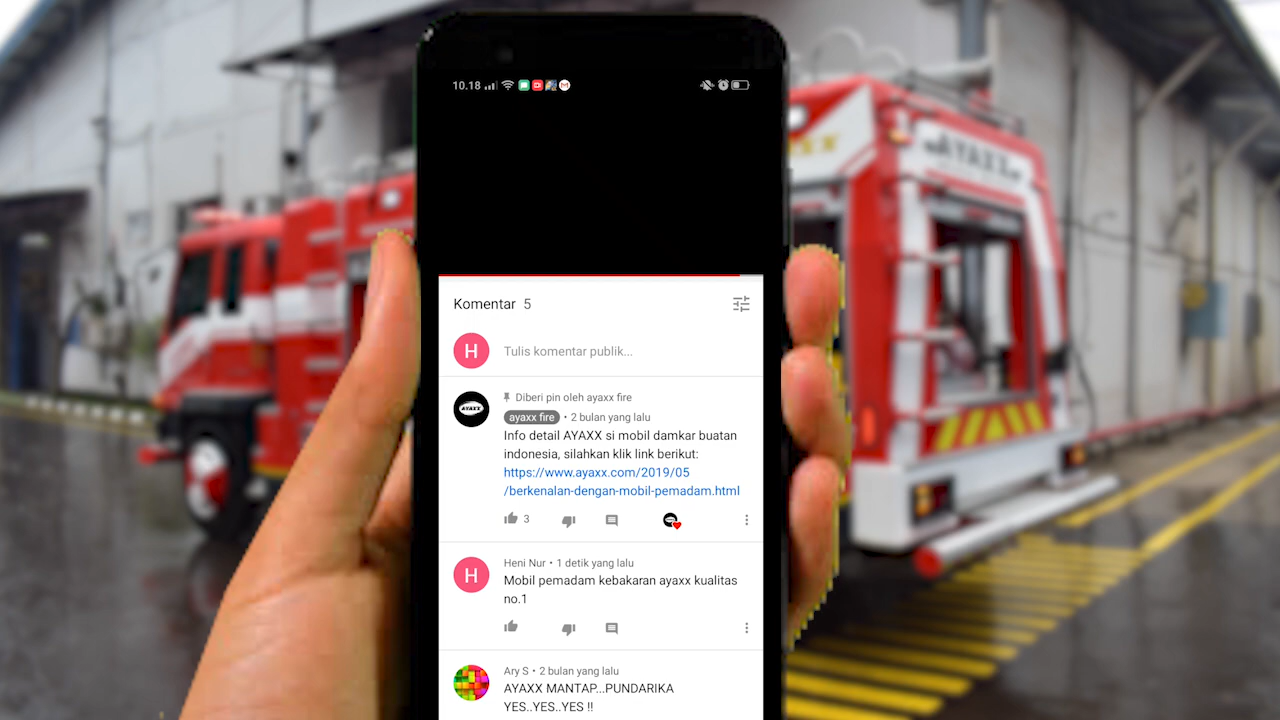 10.18
AYAXX
Komentar 5
H
Tulis komentar publik...
Diberi pin oleh ayaxx fire
AYAXX
ayaxx fire • 2 bulan yang lalu
Info detail AYAXX si mobil damkar buatan
indonesia, silahkan klik link berikut:
https://www.ayaxx.com/2019/05
/berkenalan-dengan-mobil-pemadam.html
3
Heni Nur • 1 detik yang lalu
H
Mobil pemadam kebakaran ayaxx kualitas
no.1
Ary S • 2 bulan yang lalu
AYAXX MANTAP...PUNDARIKA
YES..YES..YES !!